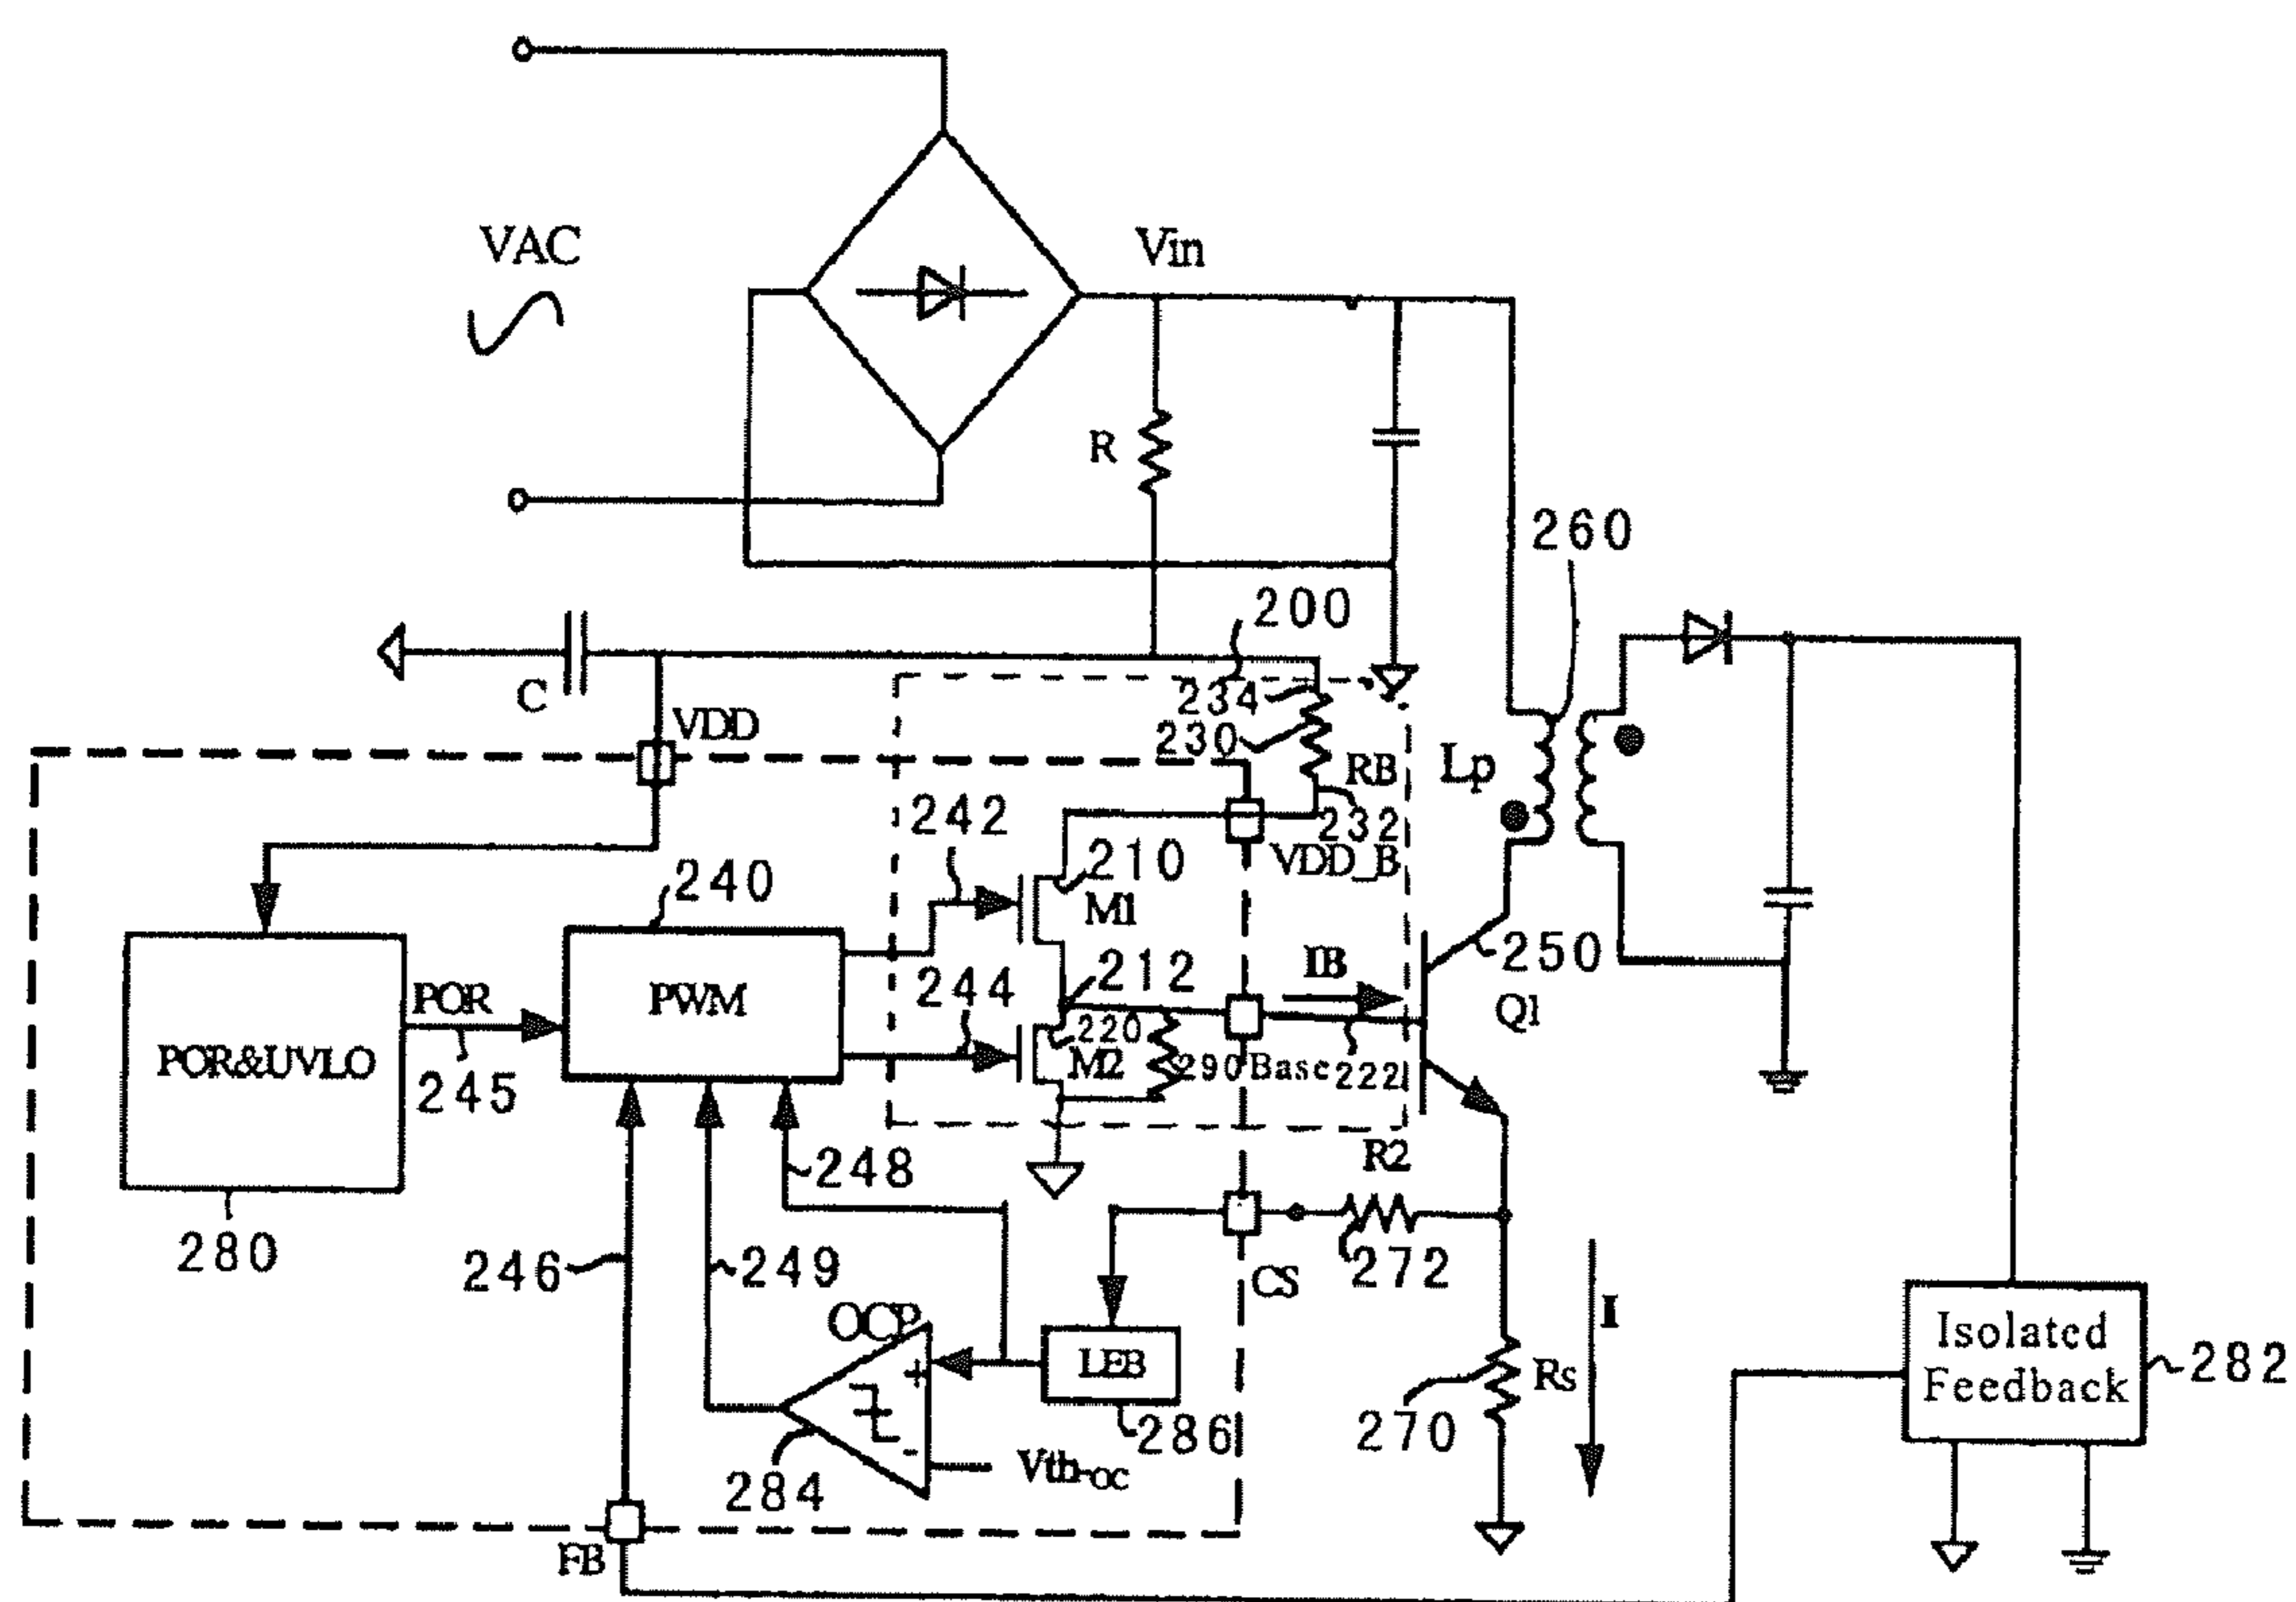 VAC
Vin
R
260
200
C
234
VDD
230
RB
Lp
242
232
210
VDD_B
240
M1
212
IB
250
POR
PWM
244
Q1
220
POR&UVLO
M2
290
Base
222
245
R2
248
280
246
249
CS
272
OCP
+
LEB
I
Isolated
Feedback
282
Rs
270
-
286
284
Vth-OC
FB